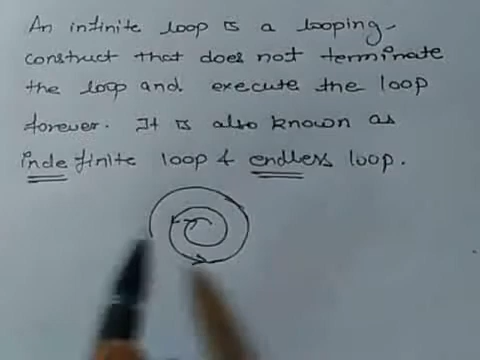 An infinite loop is a looping-
construct that does not terminate
the loop and execute the loop
forever. It is also known as
indefinite loop & endless loop.